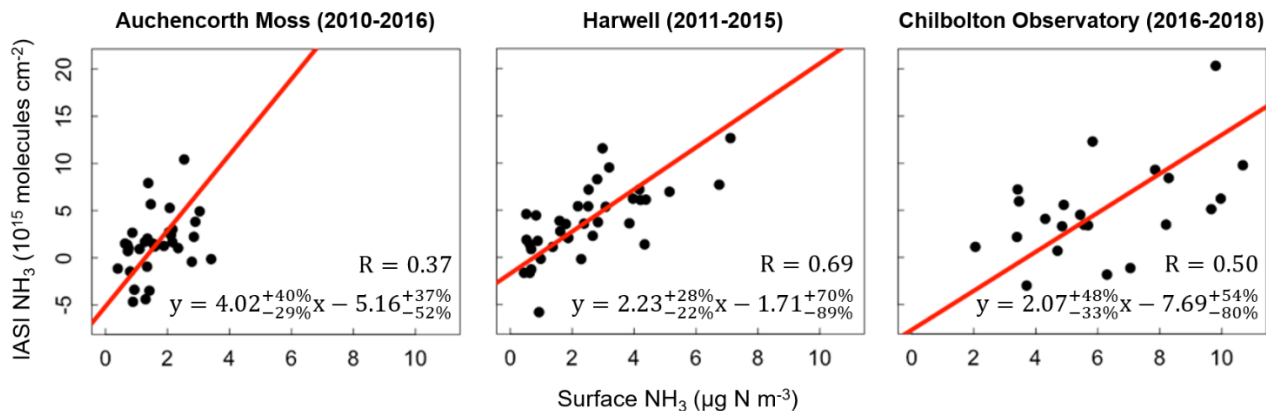 Auchencorth Moss (2010-2016)
Harwell (2011-2015)
Chilbolton Observatory (2016-2018)
IASI NH₃ (10¹⁵ molecules cm⁻²)
20
15
10
5
0
-5
R = 0.37
y = 4.02⁺⁴⁰%₋₂₉%x − 5.16⁺³⁷%₋₅₂%
R = 0.69
y = 2.23⁺²⁸%₋₂₂%x − 1.71⁺⁷⁰%₋₈₉%
R = 0.50
y = 2.07⁺⁴⁸%₋₃₃%x − 7.69⁺⁵⁴%₋₈₀%
0 2 4 6 8 10
0 2 4 6 8 10
0 2 4 6 8 10
Surface NH₃ (µg N m⁻³)